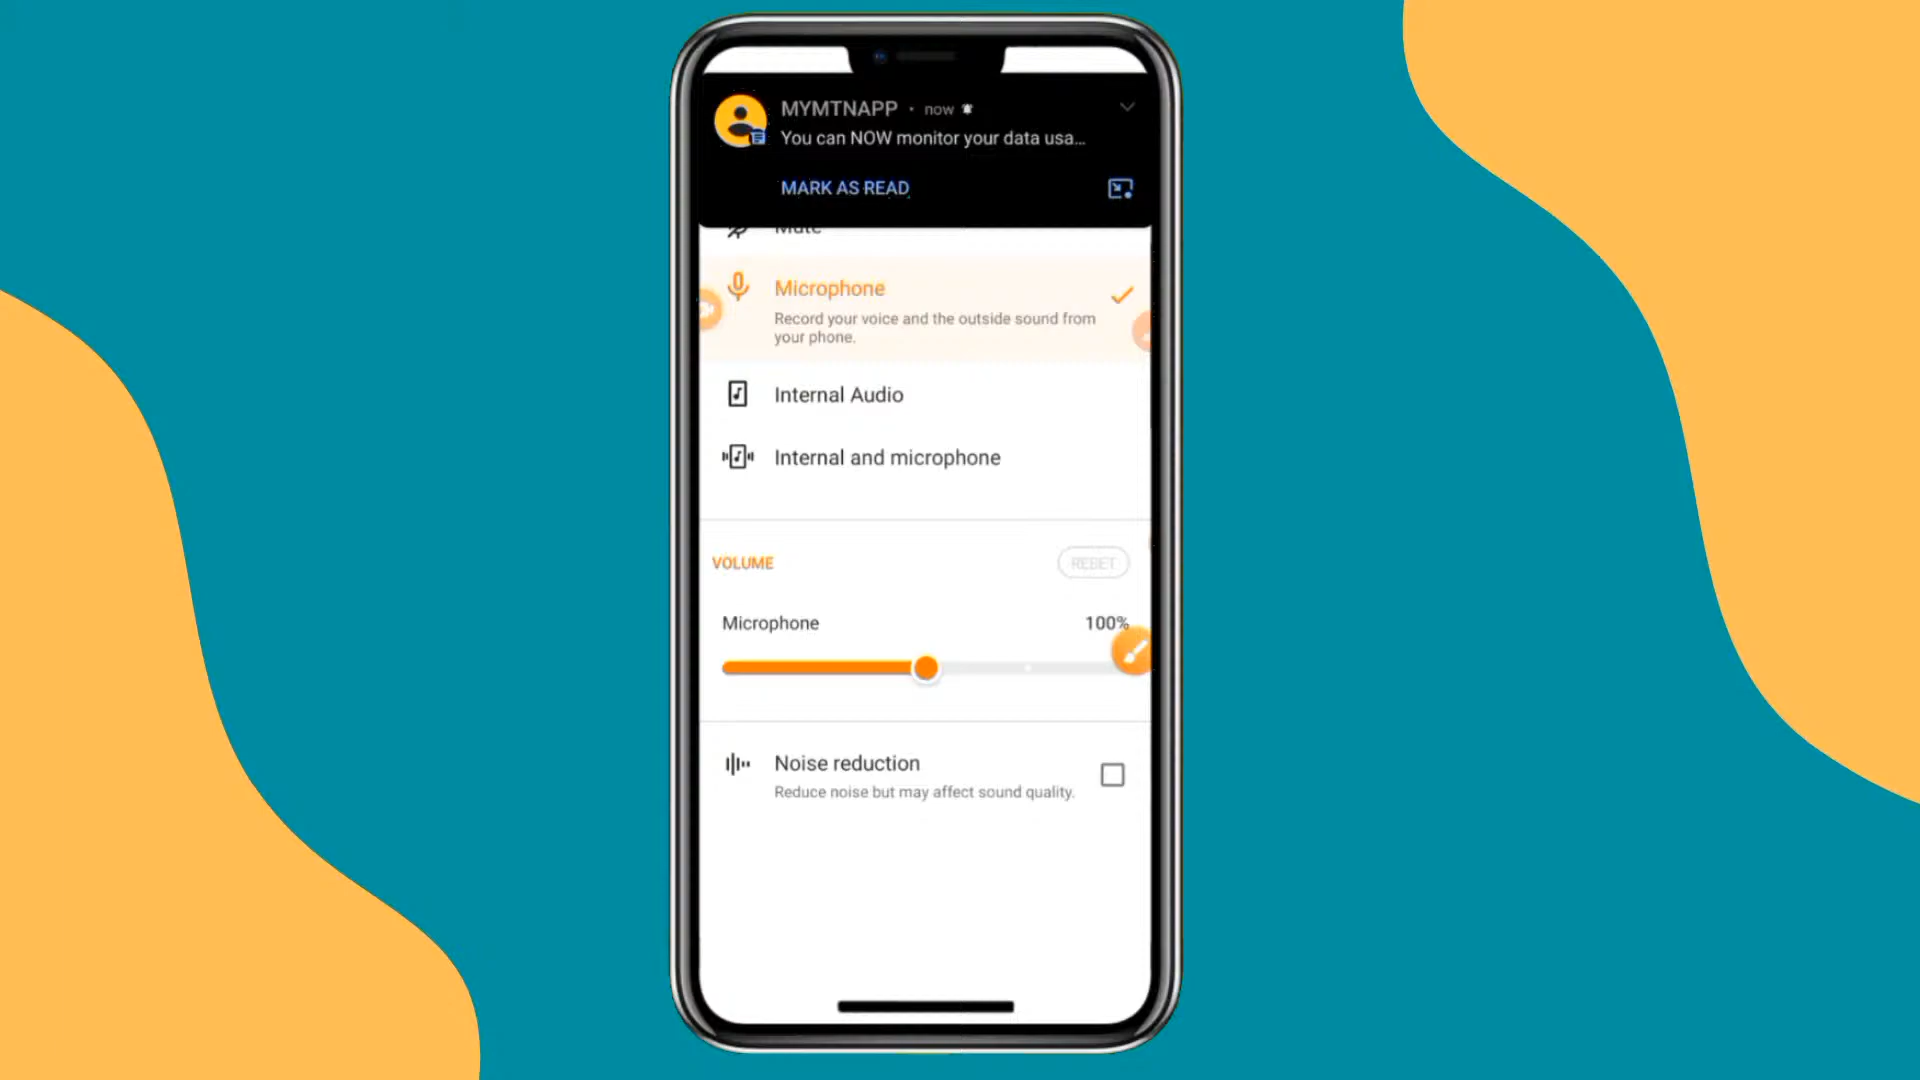 MYMTNAPP • now
You can NOW monitor your data usa...
MARK AS READ
Mute
Microphone
Record your voice and the outside sound from
your phone.
Internal Audio
Internal and microphone
VOLUME
RESET
Microphone
100%
Noise reduction
Reduce noise but may affect sound quality.